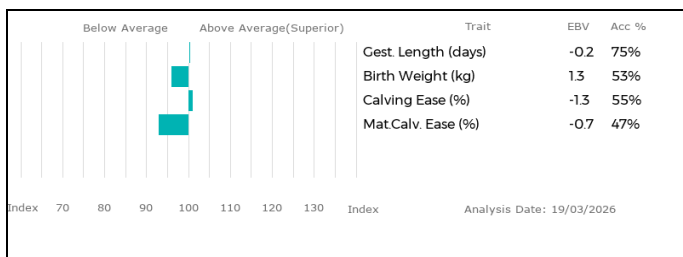 Below Average Above Average(Superior) Trait EBV Acc %
Gest. Length (days) -0.2 75%
Birth Weight (kg) 1.3 53%
Calving Ease (%) -1.3 55%
Mat.Calv. Ease (%) -0.7 47%
Index 70 80 90 100 110 120 130 Index Analysis Date: 19/03/2026